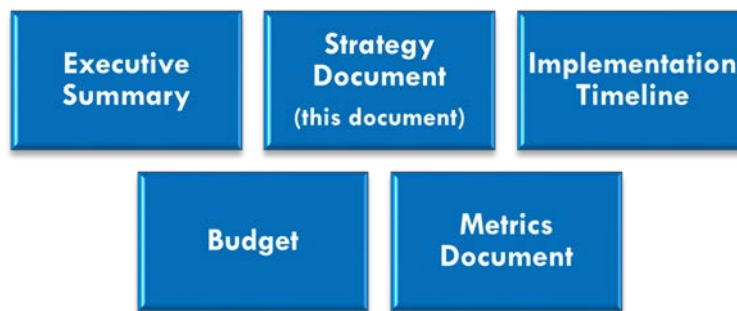 Executive
Summary
Strategy
Document
(this document)
Implementation
Timeline
Budget
Metrics
Document